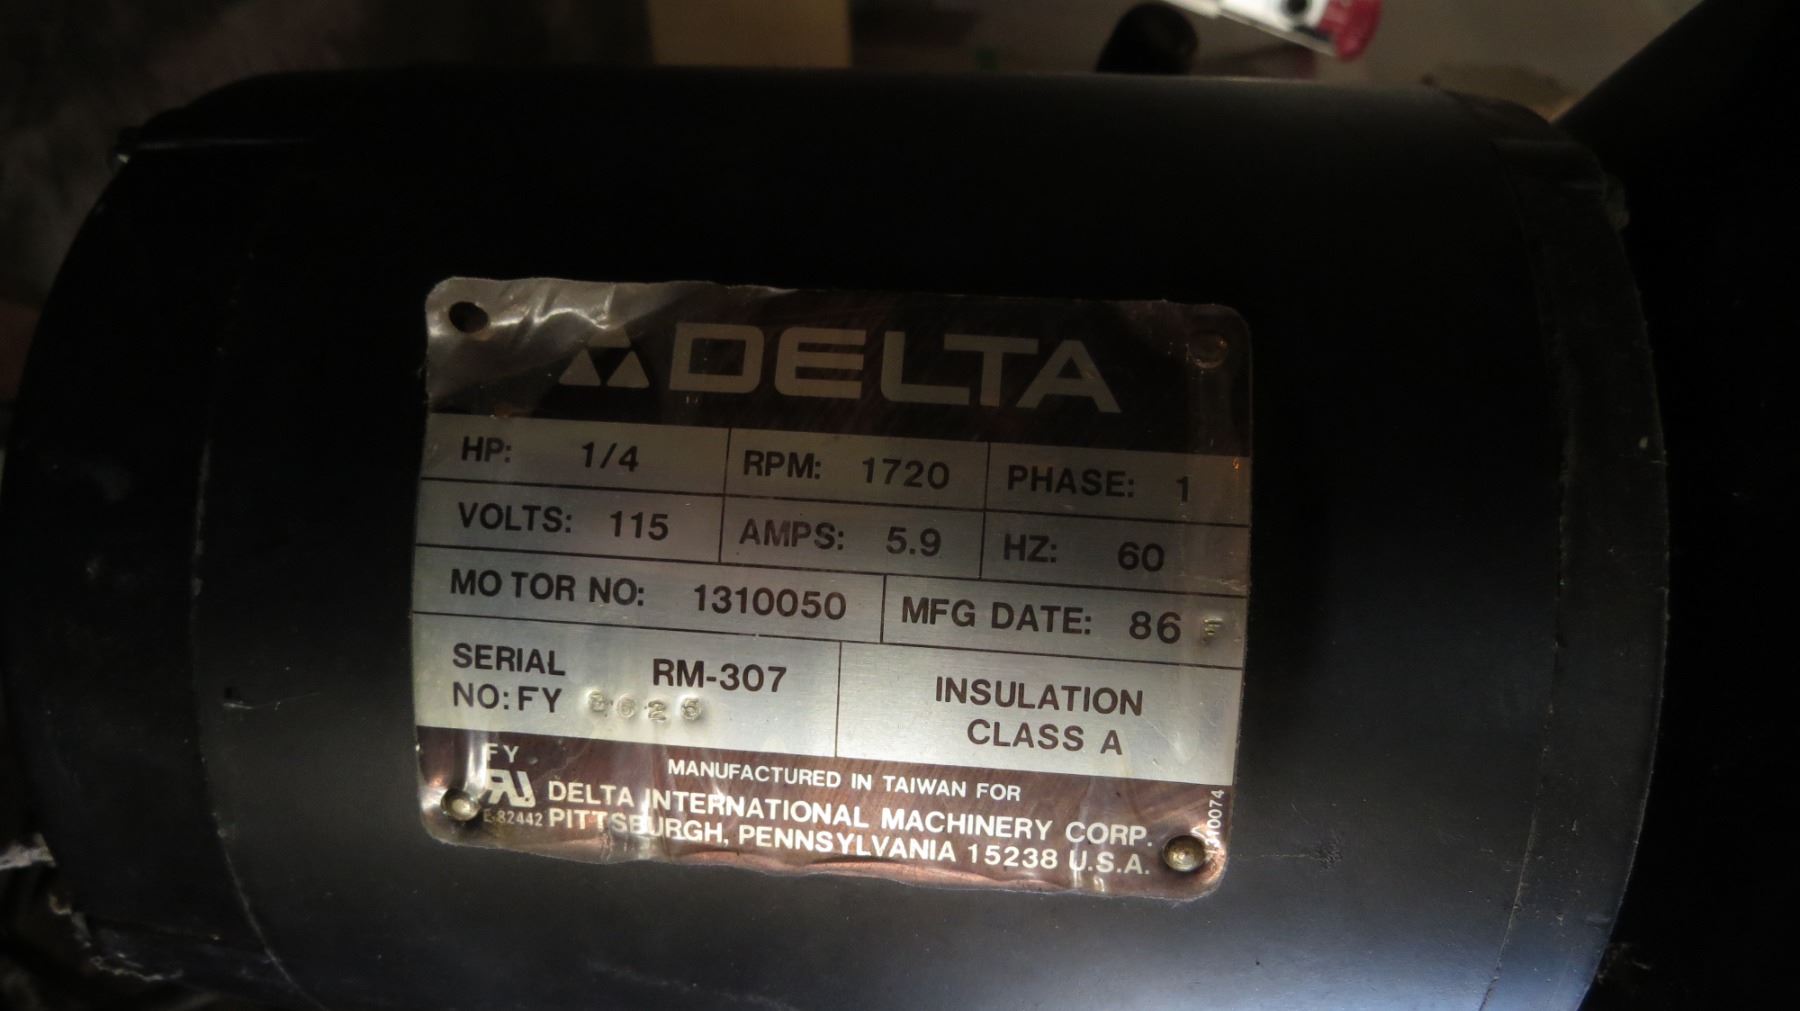 DELTA
HP: 1/4 RPM: 1720 PHASE: 1
VOLTS: 115 AMPS: 5.9 HZ: 60
MOTOR NO: 1310050 MFG DATE: 86
SERIAL RM-307 INSULATION
NO: FY CLASS A
FY
MANUFACTURED IN TAIWAN FOR
DELTA INTERNATIONAL MACHINERY CORP.
E-82442 PITTSBURGH, PENNSYLVANIA 15238 U.S.A.
1310074